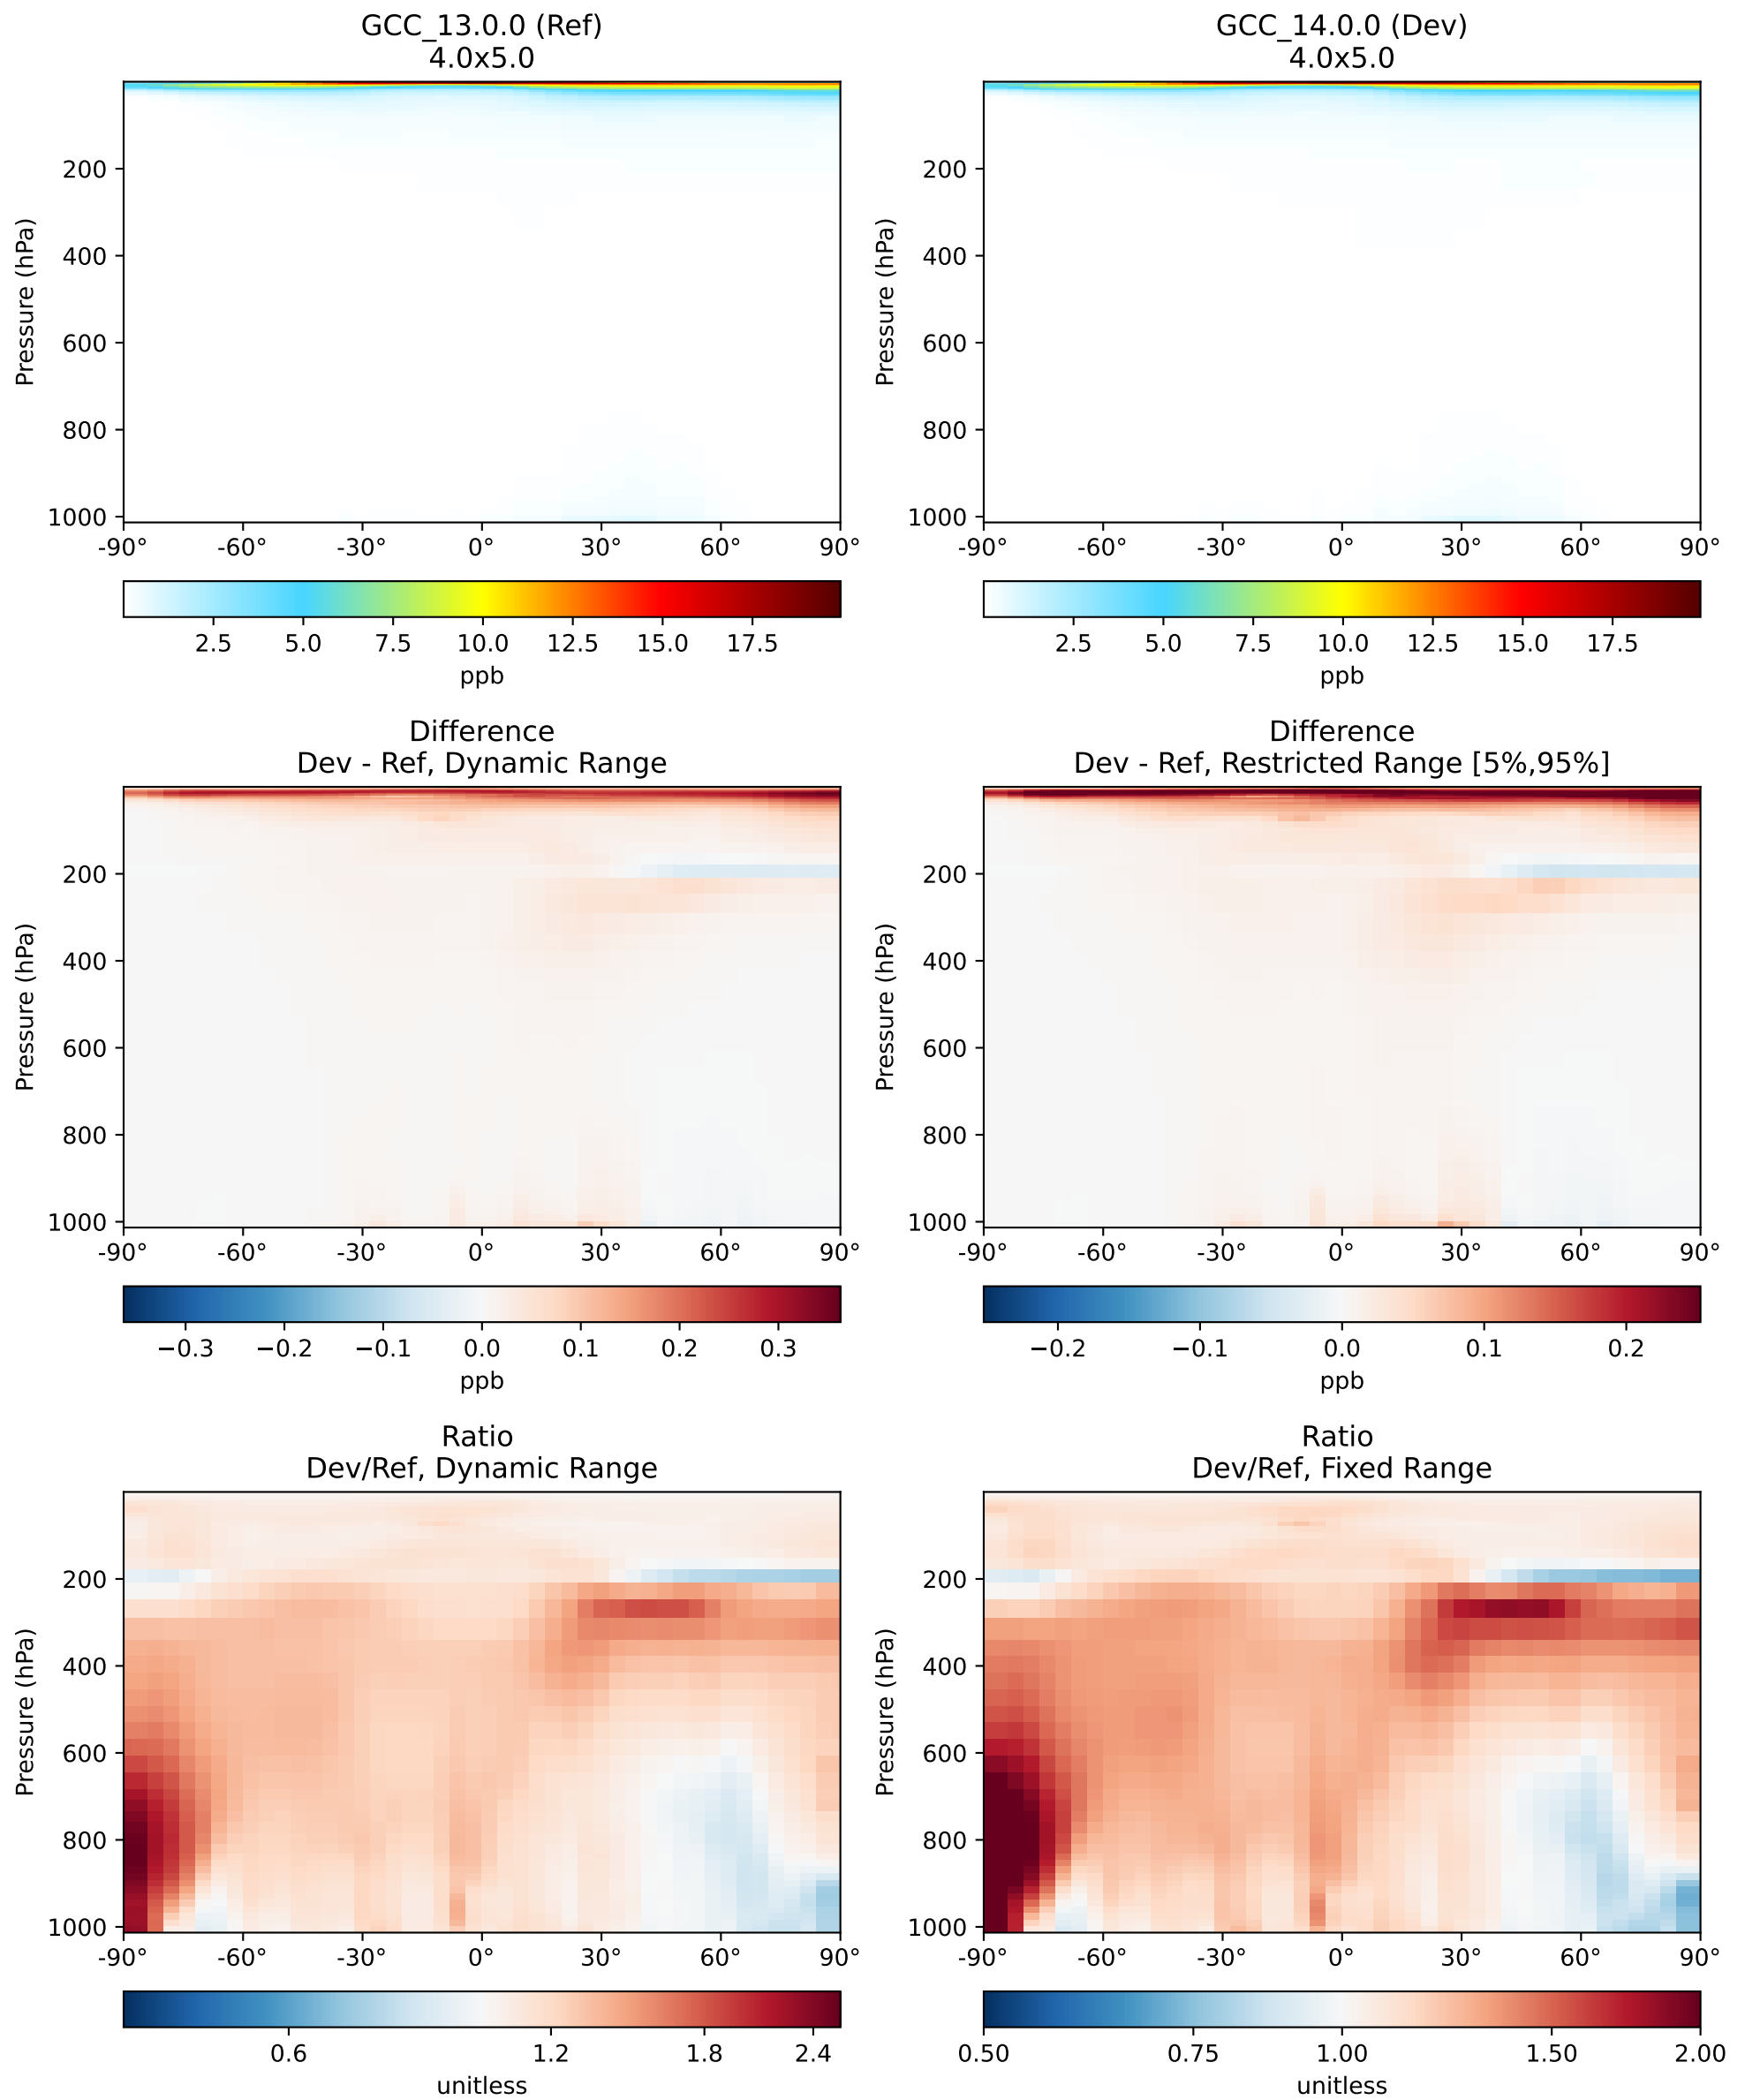 GCC_13.0.0 (Ref)
4.0x5.0
200
400
600
800
1000
Pressure (hPa)
-90° -60° -30° 0° 30° 60° 90°
2.5 5.0 7.5 10.0 12.5 15.0 17.5
ppb
GCC_14.0.0 (Dev)
4.0x5.0
200
400
600
800
1000
Pressure (hPa)
-90° -60° -30° 0° 30° 60° 90°
2.5 5.0 7.5 10.0 12.5 15.0 17.5
ppb
Difference
Dev - Ref, Dynamic Range
200
400
600
800
1000
Pressure (hPa)
-90° -60° -30° 0° 30° 60° 90°
−0.3 −0.2 −0.1 0.0 0.1 0.2 0.3
ppb
Difference
Dev - Ref, Restricted Range [5%,95%]
200
400
600
800
1000
Pressure (hPa)
-90° -60° -30° 0° 30° 60° 90°
−0.2 −0.1 0.0 0.1 0.2
ppb
Ratio
Dev/Ref, Dynamic Range
200
400
600
800
1000
Pressure (hPa)
-90° -60° -30° 0° 30° 60° 90°
0.6 1.2 1.8 2.4
unitless
Ratio
Dev/Ref, Fixed Range
200
400
600
800
1000
Pressure (hPa)
-90° -60° -30° 0° 30° 60° 90°
0.50 0.75 1.00 1.50 2.00
unitless